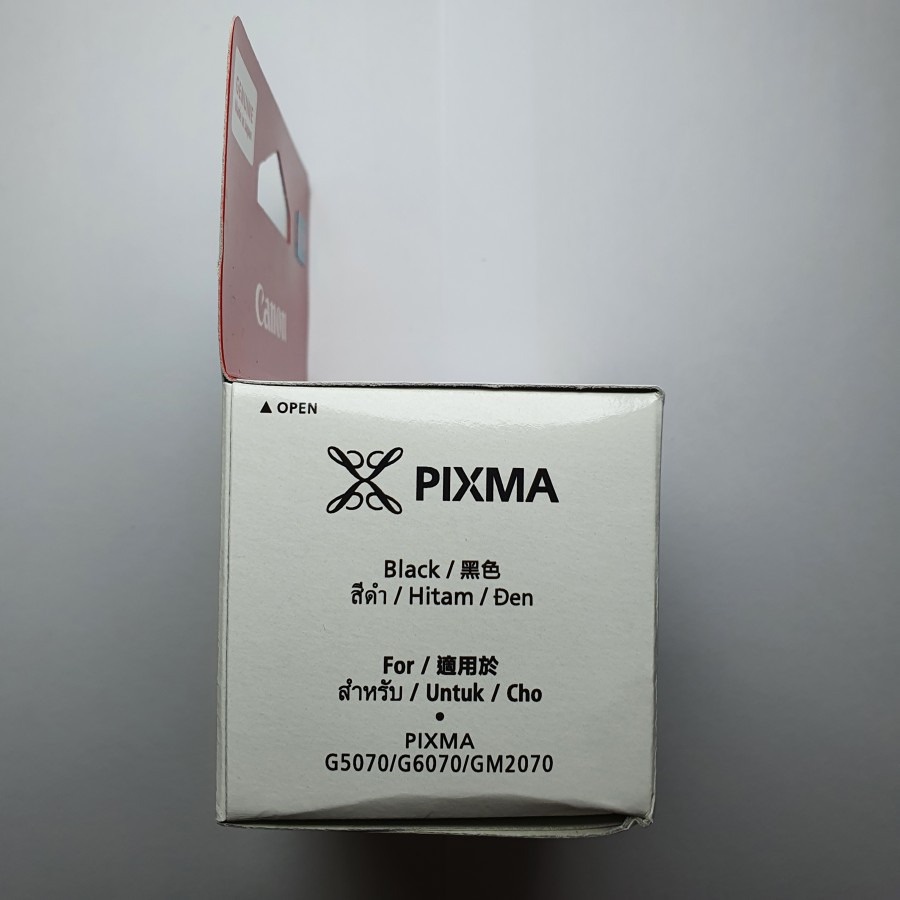 GENUINE
Canon
▲ OPEN
PIXMA
Black / 黑色
สีดำ / Hitam / Đen
For / 適用於
สำหรับ / Untuk / Cho
•
PIXMA
G5070/G6070/GM2070